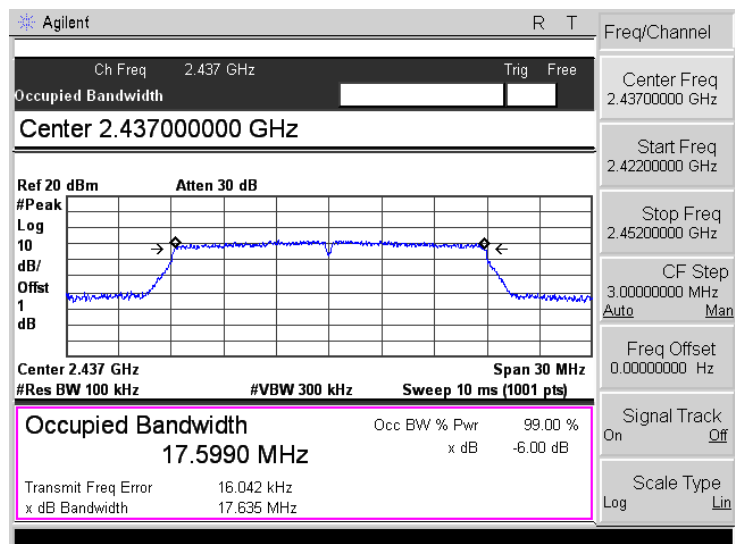 Agilent R T
Freq/Channel
Ch Freq 2.437 GHz Trig Free
Occupied Bandwidth
Center 2.437000000 GHz
Ref 20 dBm Atten 30 dB
#Peak
Log
10
dB/
Offst
1
dB
Center 2.437 GHz Span 30 MHz
#Res BW 100 kHz #VBW 300 kHz Sweep 10 ms (1001 pts)
Occupied Bandwidth
17.5990 MHz
Occ BW % Pwr 99.00 %
x dB -6.00 dB
Transmit Freq Error 16.042 kHz
x dB Bandwidth 17.635 MHz
Center Freq
2.43700000 GHz
Start Freq
2.42200000 GHz
Stop Freq
2.45200000 GHz
CF Step
3.00000000 MHz
Auto Man
Freq Offset
0.00000000 Hz
Signal Track
On Off
Scale Type
Log Lin